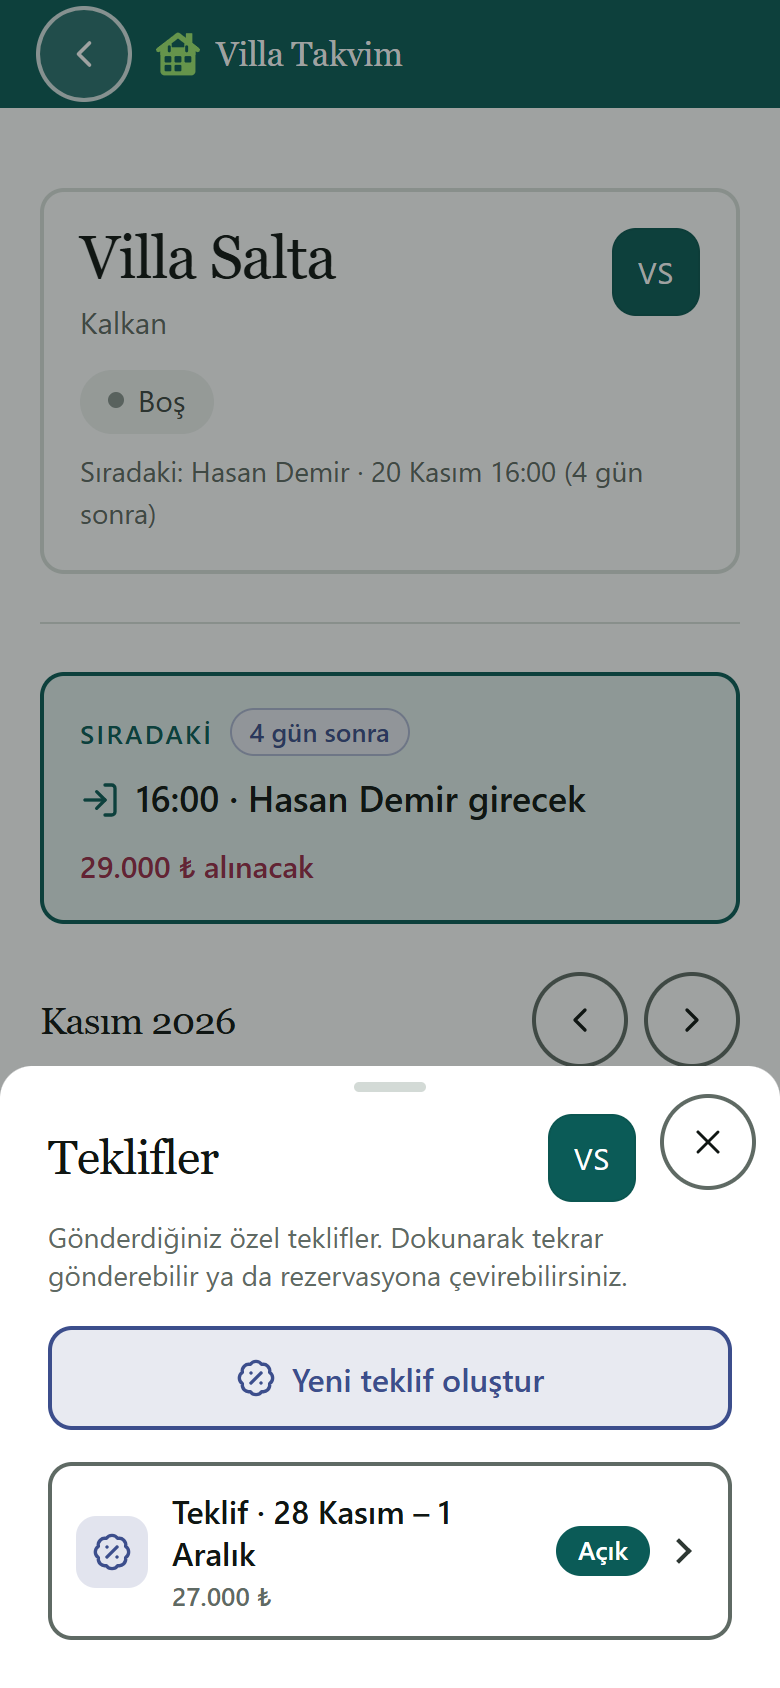 Villa Takvim
Villa Salta
VS
Kalkan
Boş
Sıradaki: Hasan Demir · 20 Kasım 16:00 (4 gün
sonra)
SIRADAKİ
4 gün sonra
16:00 · Hasan Demir girecek
29.000 ₺ alınacak
Kasım 2026
Teklifler
VS
Gönderdiğiniz özel teklifler. Dokunarak tekrar
gönderebilir ya da rezervasyona çevirebilirsiniz.
Yeni teklif oluştur
Teklif · 28 Kasım – 1
Aralık
27.000 ₺
Açık